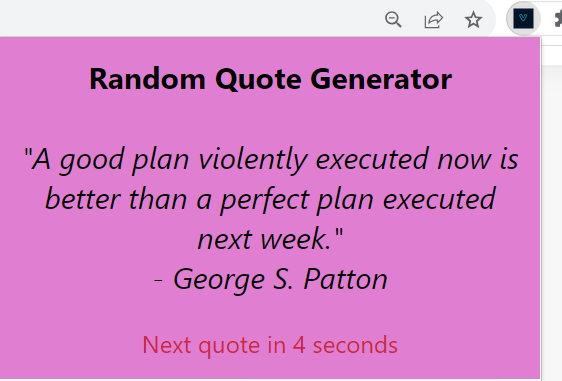 Random Quote Generator
"A good plan violently executed now is
better than a perfect plan executed
next week."
- George S. Patton
Next quote in 4 seconds